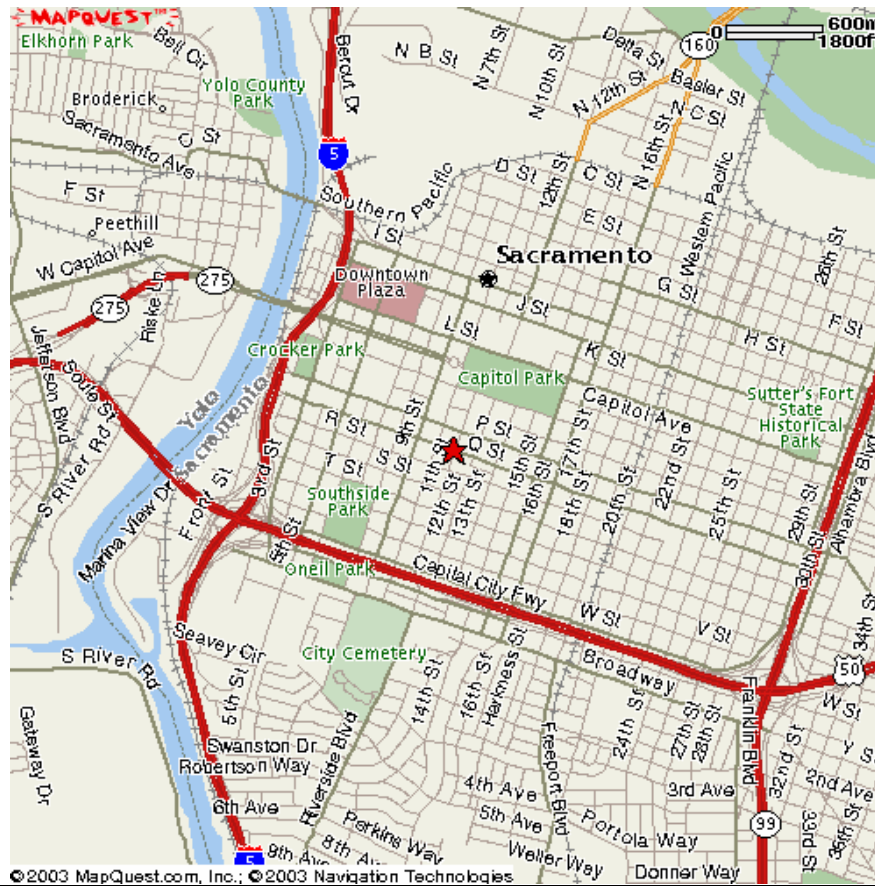 MAPQUEST
Elkhorn Park
Bell Cir
Bercut Dr
N B St
N 7th St
N 10th St
Delta St
160
0
600m
1800ft
Yolo County
Park
Broderick
C St
Sacramento Ave
N 12th St
Basler St
N C St
N 16th St
5
D St
12th St
C St
Western Pacific
F St
Southern Pacific
E St
Peethill
I St
W Capitol Ave
Sacramento
26th St
275
Downtown
Plaza
G St
275
Riske Ln
J St
F St
L St
H St
Crocker Park
K St
Jefferson Blvd
South St
Capitol Park
Capitol Ave
Yolo
Sacramento
Sutter's Fort
State
Historical
Park
R St
9th St
P St
Q St
S River Rd
3rd St
T St
S St
11th St
15th St
17th St
22nd St
Front St
Southside
Park
12th St
13th St
16th St
18th St
20th St
25th St
29th St
Alhambra Blvd
Marina View Dr
5th St
30th St
Oneil Park
Capital City Fwy
W St
V St
34th St
Seavey Cir
City Cemetery
Harkness St
Broadway
50
S River Rd
5th St
14th St
16th St
Franklin Blvd
W St
Gateway Dr
Swanston Dr
Robertson Way
Riverside Blvd
Freeport Blvd
24th St
27th St
28th St
32nd St
Y St
6th Ave
4th Ave
3rd Ave
2nd Ave
5th Ave
Portola Way
99
33rd St
36th St
Perkins Way
5
8th Ave
8th Ave
Weller Way
Donner Way
©2003 MapQuest.com, Inc.; ©2003 Navigation Technologies